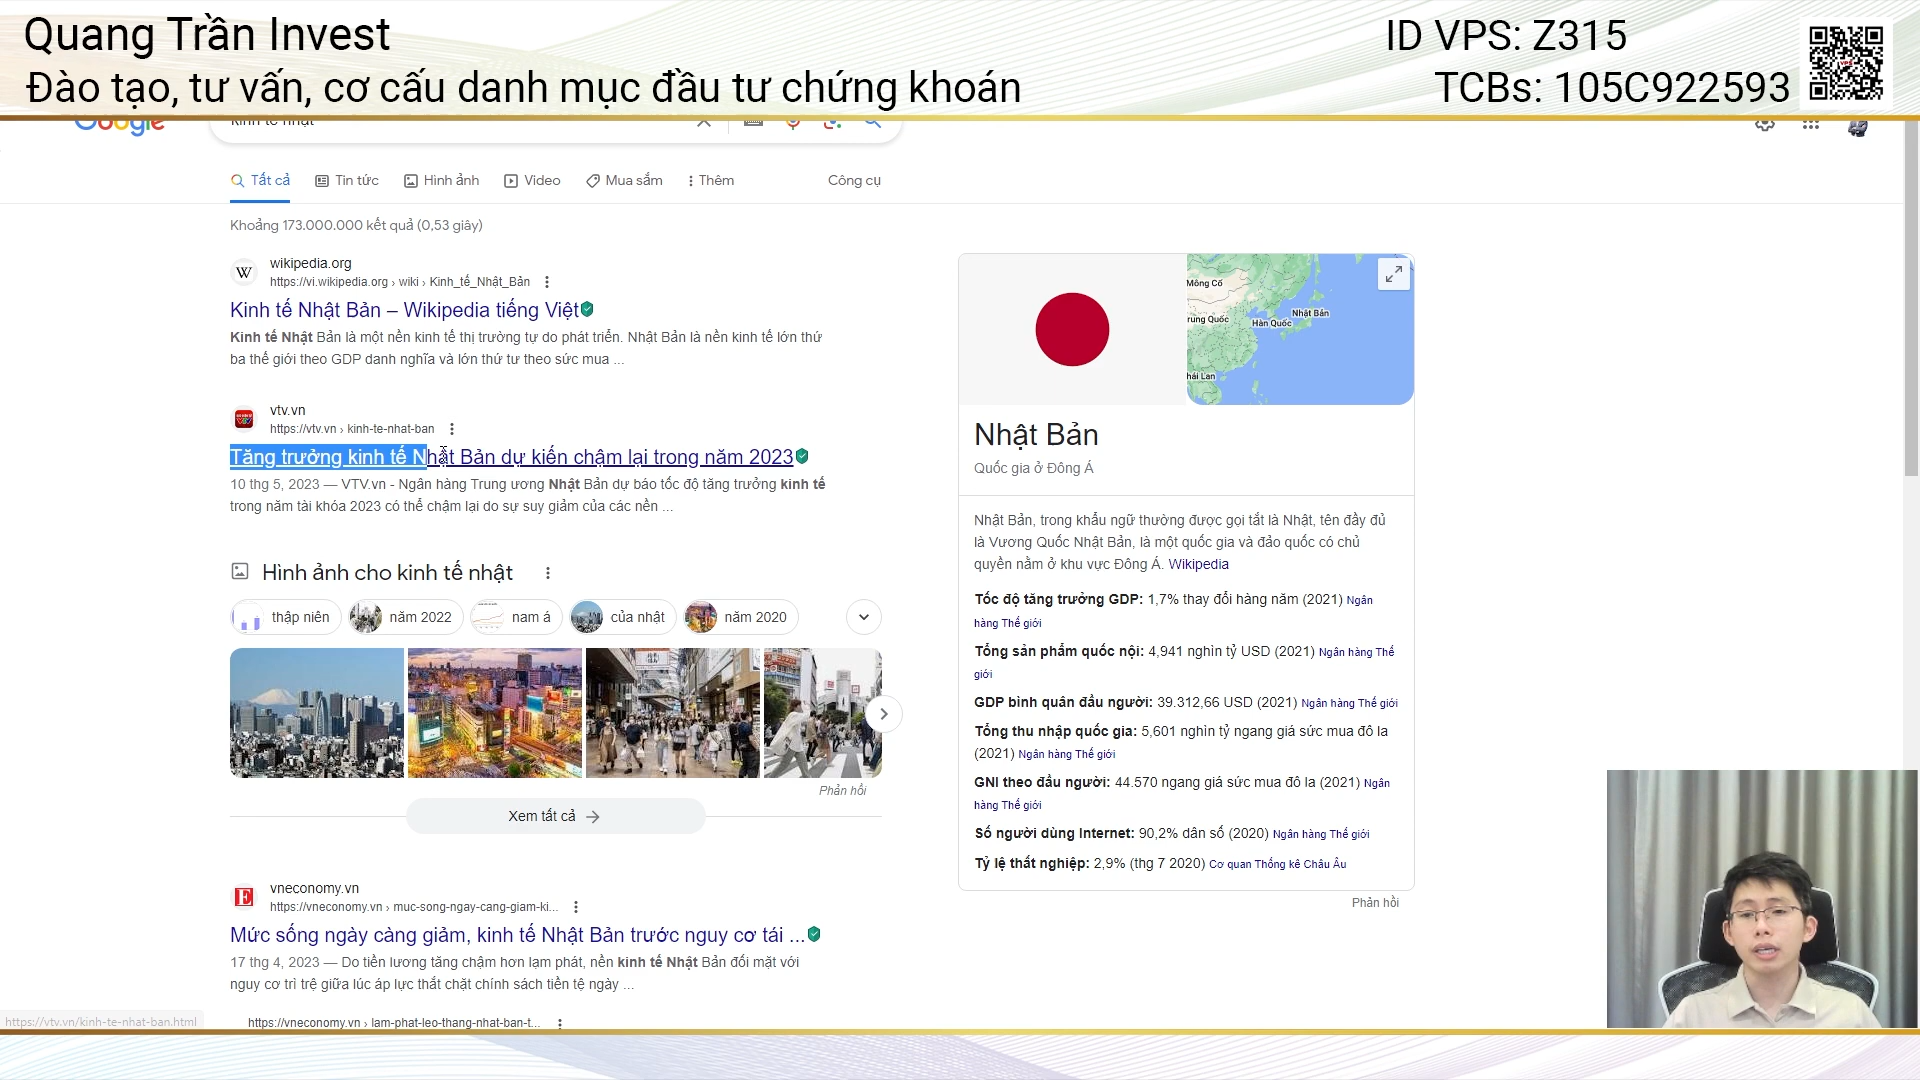 Quang Trần Invest
Đào tạo, tư vấn, cơ cấu danh mục đầu tư chứng khoán
ID VPS: Z315
TCBs: 105C922593
Google
kinh tế nhật
Tất cả
Tin tức
Hình ảnh
Video
Mua sắm
Thêm
Công cụ
Khoảng 173.000.000 kết quả (0,53 giây)
W
wikipedia.org
https://vi.wikipedia.org › wiki › Kinh_tế_Nhật_Bản
Kinh tế Nhật Bản – Wikipedia tiếng Việt
Kinh tế Nhật Bản là một nền kinh tế thị trường tự do phát triển. Nhật Bản là nền kinh tế lớn thứ
ba thế giới theo GDP danh nghĩa và lớn thứ tư theo sức mua ...
vtv.vn
https://vtv.vn › kinh-te-nhat-ban
Tăng trưởng kinh tế Nhật Bản dự kiến chậm lại trong năm 2023
10 thg 5, 2023 — VTV.vn - Ngân hàng Trung ương Nhật Bản dự báo tốc độ tăng trưởng kinh tế
trong năm tài khóa 2023 có thể chậm lại do sự suy giảm của các nền ...
Hình ảnh cho kinh tế nhật
thập niên
năm 2022
nam á
của nhật
năm 2020
Phản hồi
Xem tất cả
E
vneconomy.vn
https://vneconomy.vn › muc-song-ngay-cang-giam-ki...
Mức sống ngày càng giảm, kinh tế Nhật Bản trước nguy cơ tái ...
17 thg 4, 2023 — Do tiền lương tăng chậm hơn lạm phát, nền kinh tế Nhật Bản đối mặt với
nguy cơ trì trệ giữa lúc áp lực thắt chặt chính sách tiền tệ ngày ...
https://vneconomy.vn › lam-phat-leo-thang-nhat-ban-t...
https://vtv.vn/kinh-te-nhat-ban.html
Mông Cổ
rung Quốc
Hàn Quốc
Nhật Bản
hái Lan
Nhật Bản
Quốc gia ở Đông Á
Nhật Bản, trong khẩu ngữ thường được gọi tắt là Nhật, tên đầy đủ
là Vương Quốc Nhật Bản, là một quốc gia và đảo quốc có chủ
quyền nằm ở khu vực Đông Á. Wikipedia
Tốc độ tăng trưởng GDP: 1,7% thay đổi hàng năm (2021) Ngân
hàng Thế giới
Tổng sản phẩm quốc nội: 4,941 nghìn tỷ USD (2021) Ngân hàng Thế
giới
GDP bình quân đầu người: 39.312,66 USD (2021) Ngân hàng Thế giới
Tổng thu nhập quốc gia: 5,601 nghìn tỷ ngang giá sức mua đô la
(2021) Ngân hàng Thế giới
GNI theo đầu người: 44.570 ngang giá sức mua đô la (2021) Ngân
hàng Thế giới
Số người dùng Internet: 90,2% dân số (2020) Ngân hàng Thế giới
Tỷ lệ thất nghiệp: 2,9% (thg 7 2020) Cơ quan Thống kê Châu Âu
Phản hồi